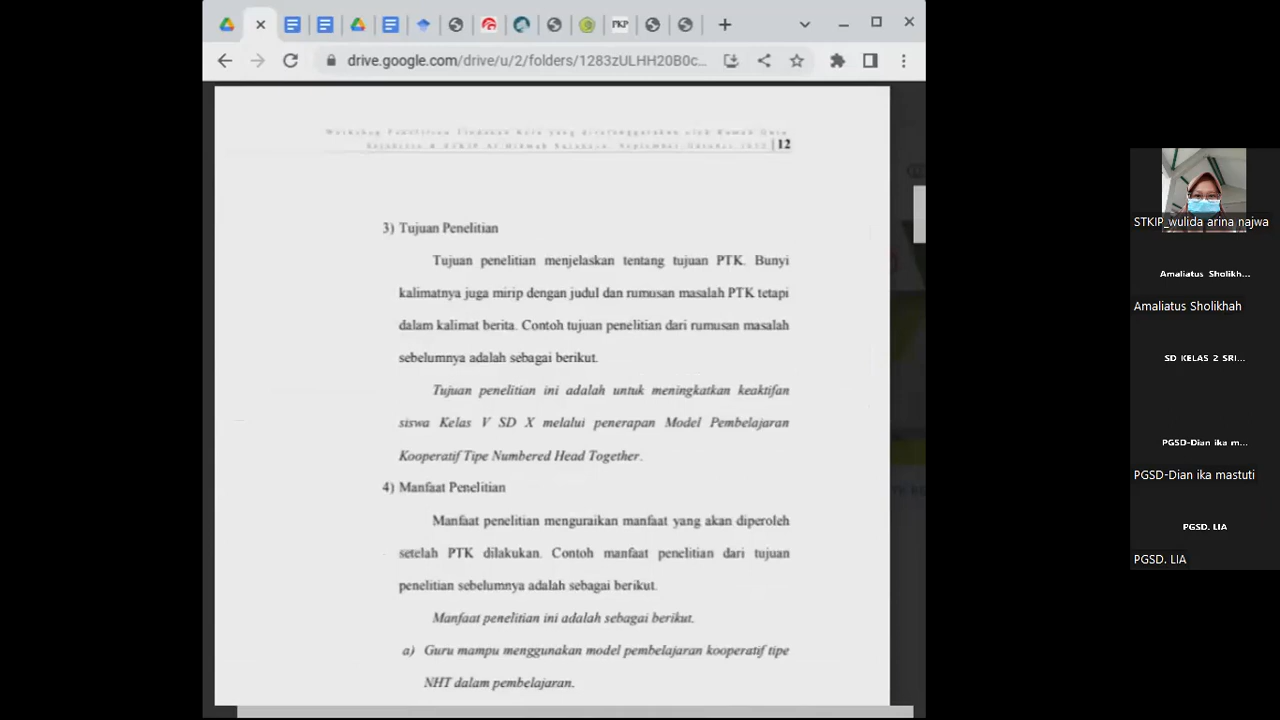 drive.google.com/drive/u/2/folders/1283zULHH20B0c...
PKP
12
3) Tujuan Penelitian
Tujuan penelitian menjelaskan tentang tujuan PTK. Bunyi
kalimatnya juga mirip dengan judul dan rumusan masalah PTK tetapi
dalam kalimat berita. Contoh tujuan penelitian dari rumusan masalah
sebelumnya adalah sebagai berikut.
Tujuan penelitian ini adalah untuk meningkatkan keaktifan
siswa Kelas V SD X melalui penerapan Model Pembelajaran
Kooperatif Tipe Numbered Head Together.
4) Manfaat Penelitian
Manfaat penelitian menguraikan manfaat yang akan diperoleh
setelah PTK dilakukan. Contoh manfaat penelitian dari tujuan
penelitian sebelumnya adalah sebagai berikut.
Manfaat penelitian ini adalah sebagai berikut.
a) Guru mampu menggunakan model pembelajaran kooperatif tipe
NHT dalam pembelajaran.
STKIP_wulida arina najwa
Amaliatus Sholikh...
Amaliatus Sholikhah
SD KELAS 2 SRI...
PGSD-Dian ika m...
PGSD-Dian ika mastuti
PGSD. LIA
PGSD. LIA